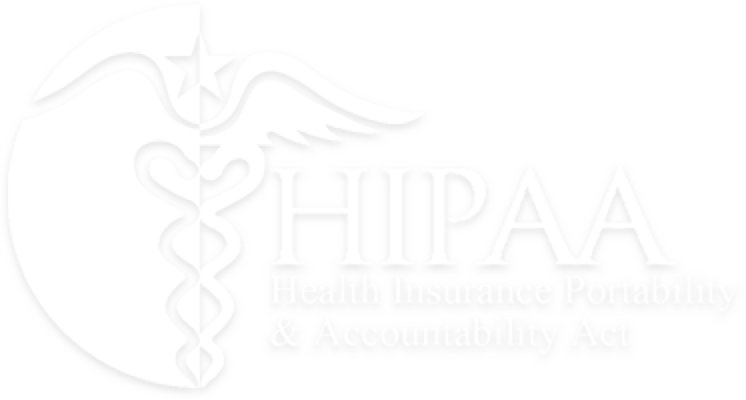 HIPAA
Health Insurance Portability
& Accountability Act